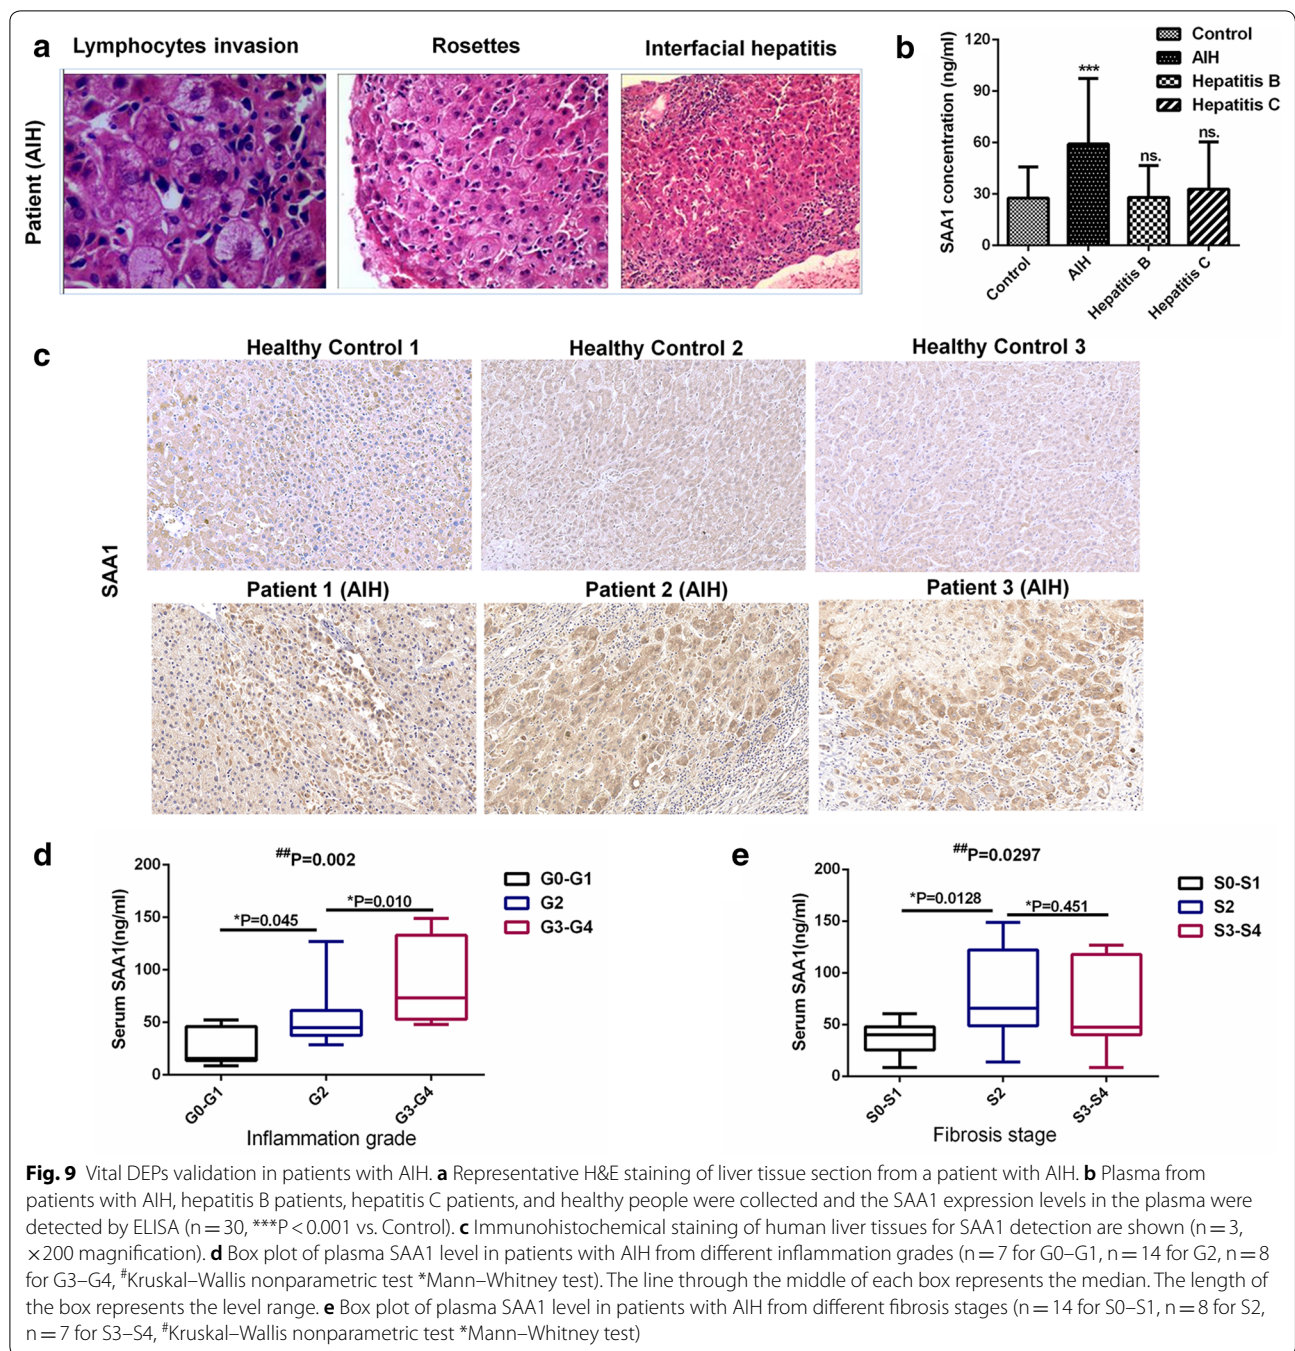 a
Lymphocytes invasion
Rosettes
Interfacial hepatitis
Patient (AIH)
b
SAA1 concentration (ng/ml)
120
90
60
30
0
***
ns.
ns.
Control
AIH
Hepatitis B
Hepatitis C
Control
AIH
Hepatitis B
Hepatitis C
c
Healthy Control 1
Healthy Control 2
Healthy Control 3
SAA1
Patient 1 (AIH)
Patient 2 (AIH)
Patient 3 (AIH)
d
##P=0.002
*P=0.045
*P=0.010
Serum SAA1(ng/ml)
200
150
100
50
0
G0-G1
G2
G3-G4
Inflammation grade
G0-G1
G2
G3-G4
e
##P=0.0297
*P=0.0128
*P=0.451
Serum SAA1(ng/ml)
200
150
100
50
0
S0-S1
S2
S3-S4
Fibrosis stage
S0-S1
S2
S3-S4
Fig. 9 Vital DEPs validation in patients with AIH. a Representative H&E staining of liver tissue section from a patient with AIH. b Plasma from
patients with AIH, hepatitis B patients, hepatitis C patients, and healthy people were collected and the SAA1 expression levels in the plasma were
detected by ELISA (n = 30, ***P < 0.001 vs. Control). c Immunohistochemical staining of human liver tissues for SAA1 detection are shown (n = 3,
×200 magnification). d Box plot of plasma SAA1 level in patients with AIH from different inflammation grades (n = 7 for G0–G1, n = 14 for G2, n = 8
for G3–G4, #Kruskal–Wallis nonparametric test *Mann–Whitney test). The line through the middle of each box represents the median. The length of
the box represents the level range. e Box plot of plasma SAA1 level in patients with AIH from different fibrosis stages (n = 14 for S0–S1, n = 8 for S2,
n = 7 for S3–S4, #Kruskal–Wallis nonparametric test *Mann–Whitney test)